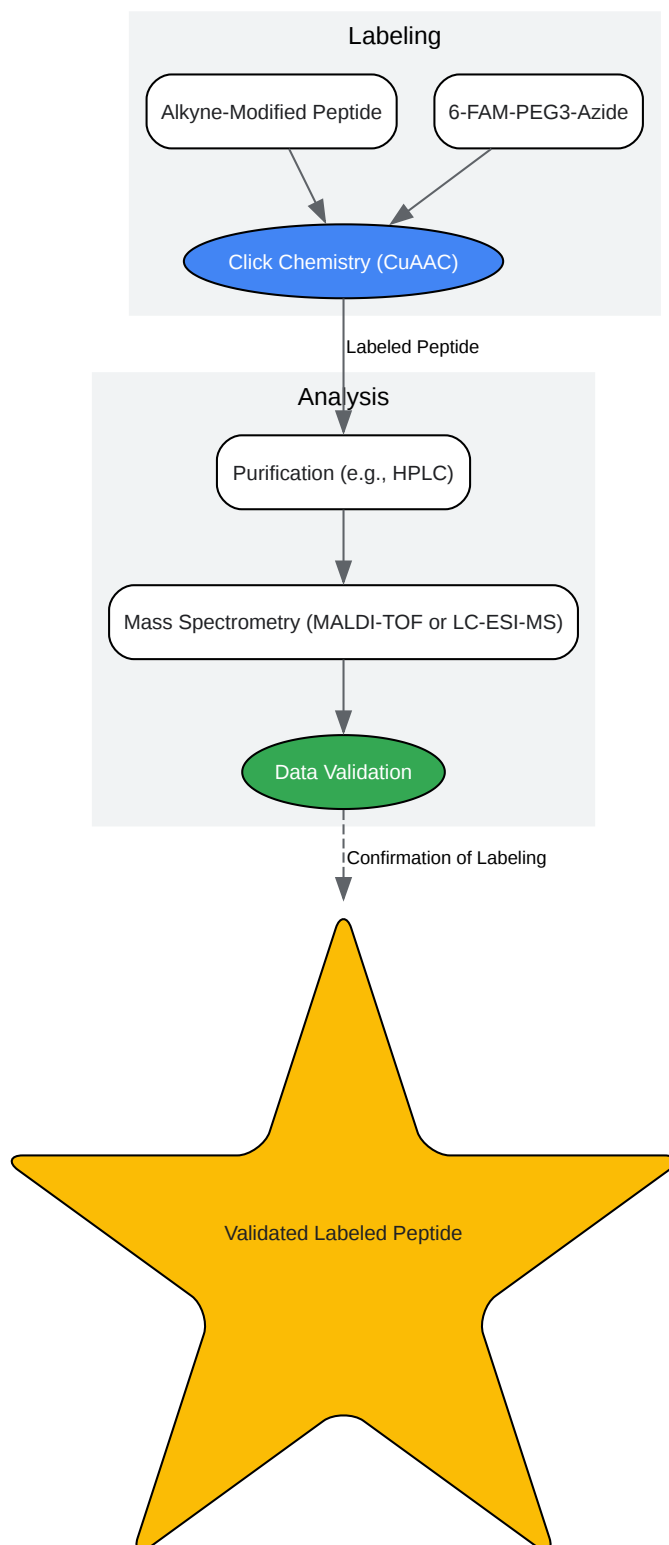 Labeling
Alkyne-Modified Peptide
6-FAM-PEG3-Azide
Click Chemistry (CuAAC)
Labeled Peptide
Analysis
Purification (e.g., HPLC)
Mass Spectrometry (MALDI-TOF or LC-ESI-MS)
Data Validation
Confirmation of Labeling
Validated Labeled Peptide